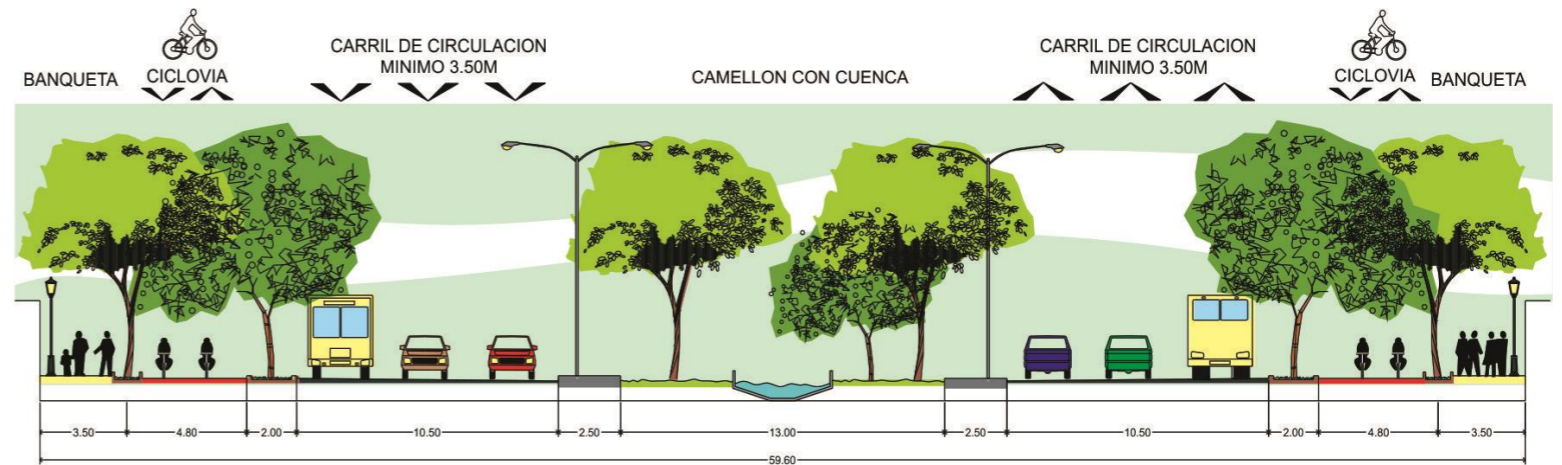 BANQUETA
CICLOVIA
CARRIL DE CIRCULACION
MINIMO 3.50M
CAMELLON CON CUENCA
CARRIL DE CIRCULACION
MINIMO 3.50M
CICLOVIA
BANQUETA
3.50
4.80
2.00
10.50
2.50
13.00
2.50
10.50
2.00
4.80
3.50
59.60